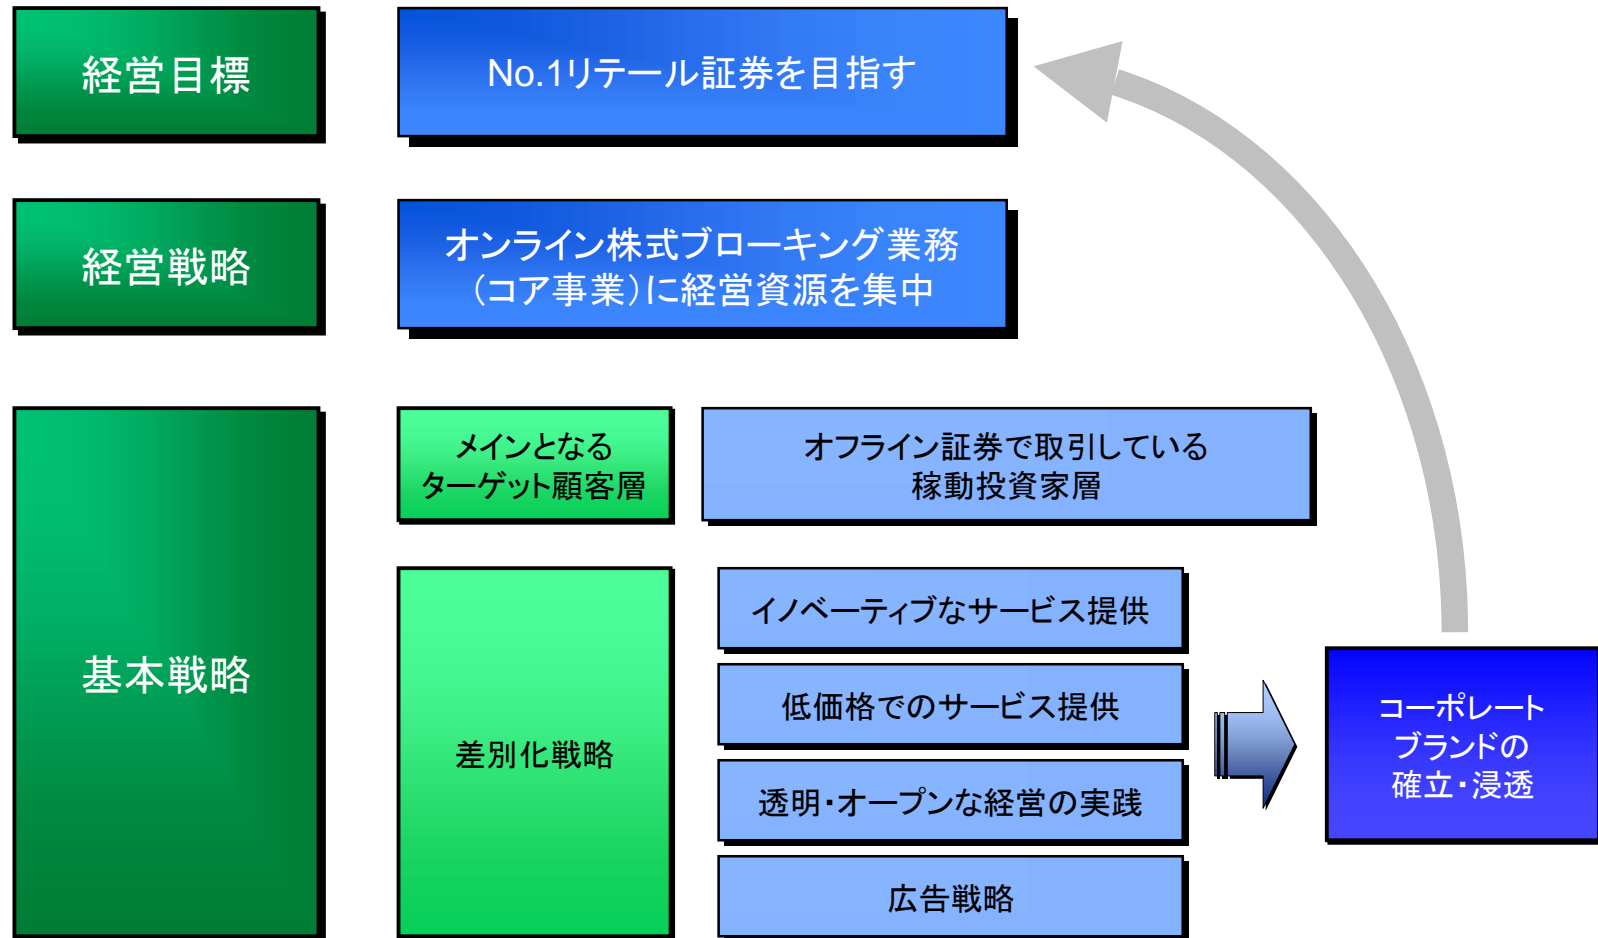 経営目標
No.1リテール証券を目指す
経営戦略
オンライン株式ブローキング業務
（コア事業）に経営資源を集中
基本戦略
メインとなる
ターゲット顧客層
オフライン証券で取引している
稼動投資家層
差別化戦略
イノベーティブなサービス提供
低価格でのサービス提供
透明・オープンな経営の実践
広告戦略
コーポレート
ブランドの
確立・浸透